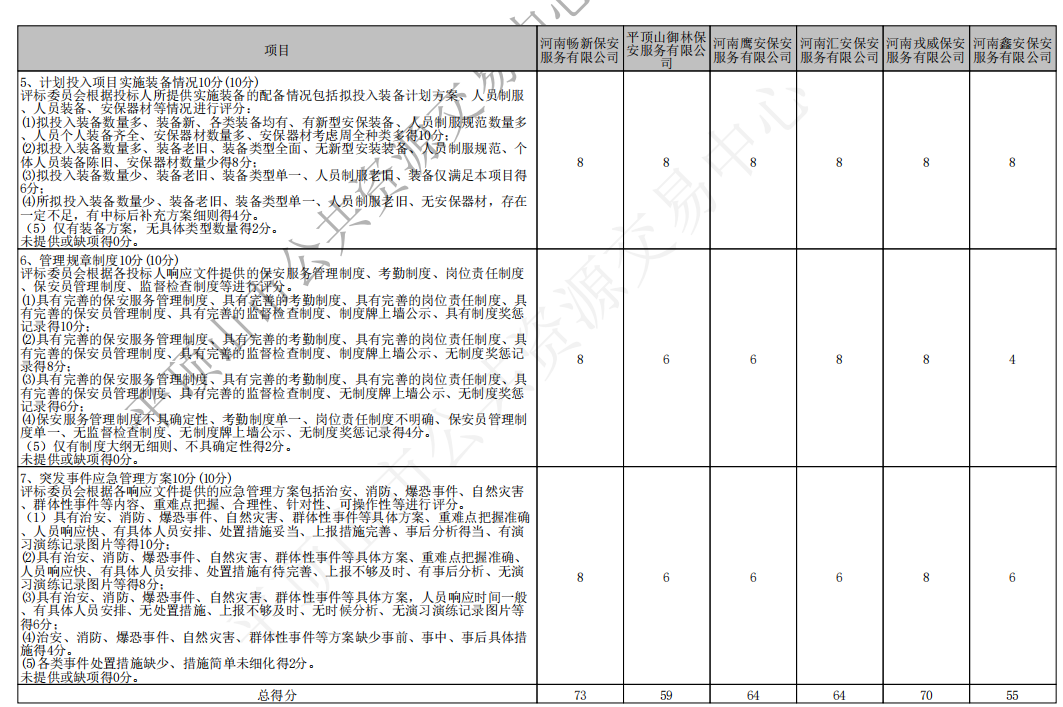 项目
河南畅新保安服务有限公司
平顶山御林保安服务有限公司
河南鹰安保安服务有限公司
河南汇安保安服务有限公司
河南戎威保安服务有限公司
河南鑫安保安服务有限公司
5、计划投入项目实施装备情况10分(10分)
评标委员会根据投标人所提供实施装备的配备情况包括拟投入装备计划方案、人员制服
、人员装备、安保器材等情况进行评分：
(1)拟投入装备数量多、装备新、各类装备均有、有新型安保装备、人员制服规范数量多
、人员个人装备齐全、安保器材数量多、安保器材考虑周全种类多得10分；
(2)拟投入装备数量多、装备老旧、装备类型全面、无新型安装装备、人员制服规范、个
体人员装备陈旧、安保器材数量少得8分；
(3)拟投入装备数量少、装备老旧、装备类型单一、人员制服老旧、装备仅满足本项目得
6分；
(4)所拟投入装备数量少、装备老旧、装备类型单一、人员制服老旧、无安保器材，存在
一定不足，有中标后补充方案细则得4分。
（5）仅有装备方案，无具体类型数量得2分。
未提供或缺项得0分。
8 8 8 8 8 8
6、管理规章制度10分(10分)
评标委员会根据各投标人响应文件提供的保安服务管理制度、考勤制度、岗位责任制度
、保安员管理制度、监督检查制度等进行评分。
(1)具有完善的保安服务管理制度、具有完善的考勤制度、具有完善的岗位责任制度、具
有完善的保安员管理制度、具有完善的监督检查制度、制度牌上墙公示、具有制度奖惩
记录得10分；
(2)具有完善的保安服务管理制度、具有完善的考勤制度、具有完善的岗位责任制度、具
有完善的保安员管理制度、具有完善的监督检查制度、制度牌上墙公示、无制度奖惩记
录得8分；
(3)具有完善的保安服务管理制度、具有完善的考勤制度、具有完善的岗位责任制度、具
有完善的保安员管理制度、具有完善的监督检查制度、无制度牌上墙公示、无制度奖惩
记录得6分；
(4)保安服务管理制度不具确定性、考勤制度单一、岗位责任制度不明确、保安员管理制
度单一、无监督检查制度、无制度牌上墙公示、无制度奖惩记录得4分。
（5）仅有制度大纲无细则、不具确定性得2分。
未提供或缺项得0分。
8 6 6 8 8 4
7、突发事件应急管理方案10分(10分)
评标委员会根据各响应文件提供的应急管理方案包括治安、消防、爆恐事件、自然灾害
、群体性事件等内容、重难点把握、合理性、针对性、可操作性等进行评分。
（1）具有治安、消防、爆恐事件、自然灾害、群体性事件等具体方案、重难点把握准确
、人员响应快、有具体人员安排、处置措施妥当、上报措施完善、事后分析得当、有演
习演练记录图片等得10分；
(2)具有治安、消防、爆恐事件、自然灾害、群体性事件等具体方案、重难点把握准确、
人员响应快、有具体人员安排、处置措施有待完善、上报不够及时、有事后分析、无演
习演练记录图片等得8分；
(3)具有治安、消防、爆恐事件、自然灾害、群体性事件等具体方案，人员响应时间一般
、有具体人员安排、无处置措施、上报不够及时、无时候分析、无演习演练记录图片等
得6分；
(4)治安、消防、爆恐事件、自然灾害、群体性事件等方案缺少事前、事中、事后具体措
施得4分。
(5)各类事件处置措施缺少、措施简单未细化得2分。
未提供或缺项得0分。
8 6 6 6 8 6
总得分 73 59 64 64 70 55
平顶山市公共资源交易中心
平顶山市公共资源交易中心